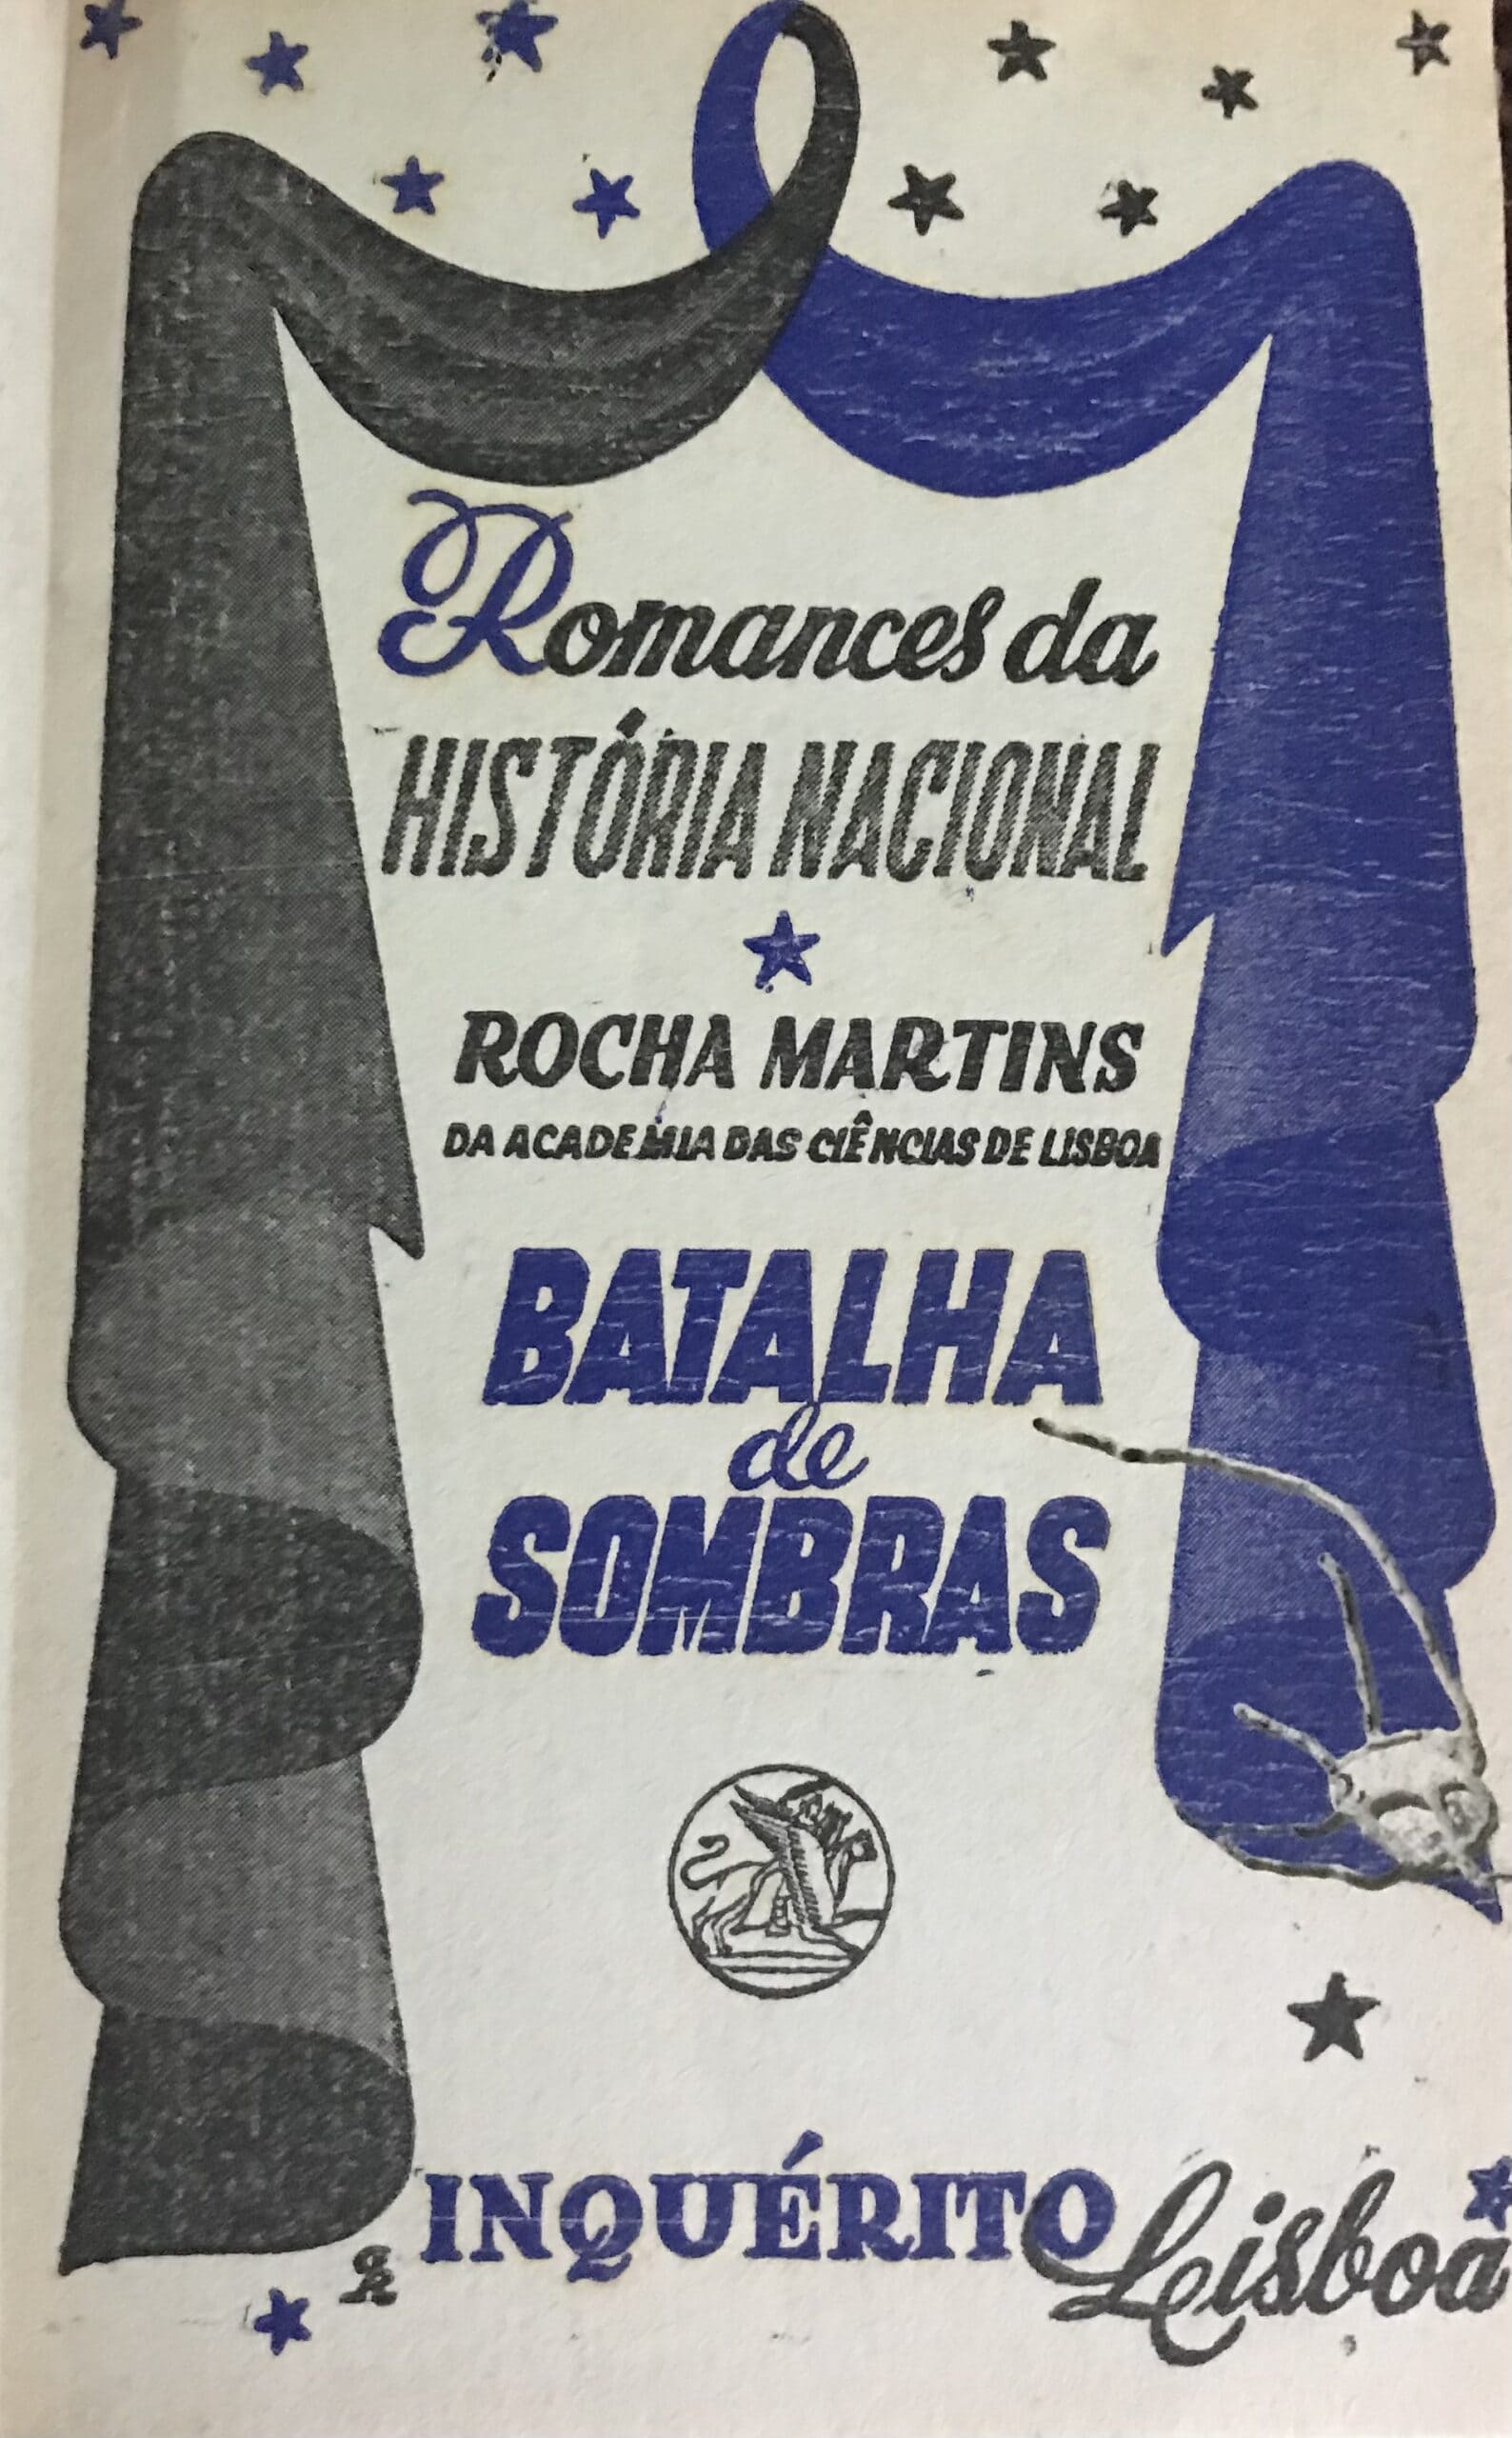 Romances da
HISTÓRIA NACIONAL
ROCHA MARTINS
DA ACADEMIA DAS CIÊNCIAS DE LISBOA
BATALHA
de
SOMBRAS
INQUÉRITO Lisboa